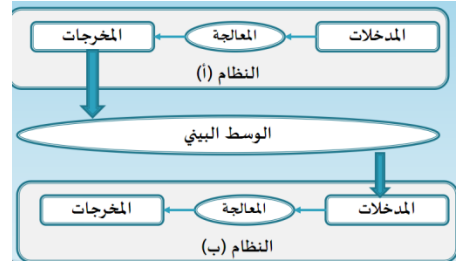 المدخلات المعالجة المخرجات
النظام (أ)
الوسط البيني
المدخلات المعالجة المخرجات
النظام (ب)